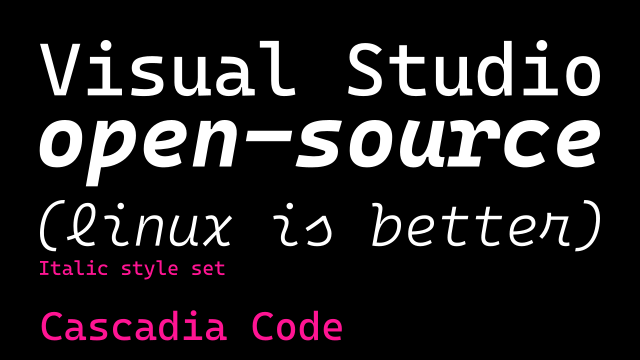 Visual Studio
open-source
(linux is better)
Italic style set
Cascadia Code